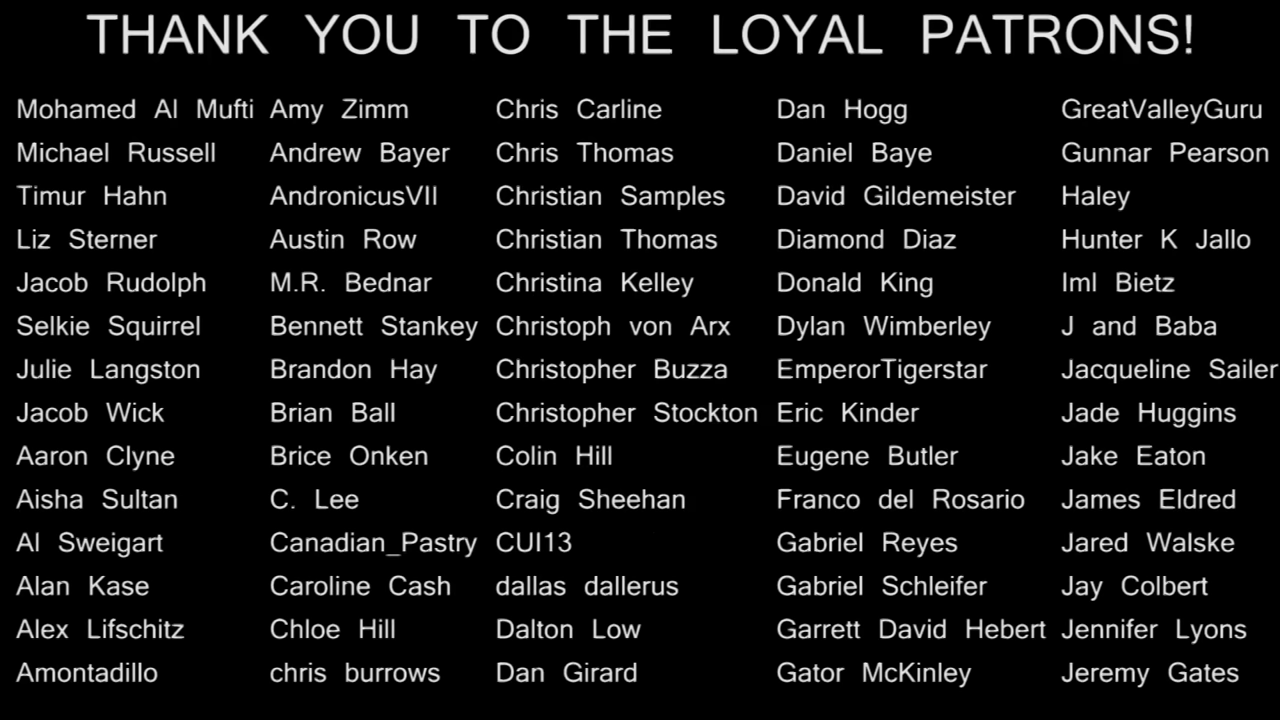 THANK YOU TO THE LOYAL PATRONS!
Mohamed Al Mufti
Michael Russell
Timur Hahn
Liz Sterner
Jacob Rudolph
Selkie Squirrel
Julie Langston
Jacob Wick
Aaron Clyne
Aisha Sultan
Al Sweigart
Alan Kase
Alex Lifschitz
Amontadillo
Amy Zimm
Andrew Bayer
AndronicusVII
Austin Row
M.R. Bednar
Bennett Stankey
Brandon Hay
Brian Ball
Brice Onken
C. Lee
Canadian_Pastry
Caroline Cash
Chloe Hill
chris burrows
Chris Carline
Chris Thomas
Christian Samples
Christian Thomas
Christina Kelley
Christoph von Arx
Christopher Buzza
Christopher Stockton
Colin Hill
Craig Sheehan
CUI13
dallas dallerus
Dalton Low
Dan Girard
Dan Hogg
Daniel Baye
David Gildemeister
Diamond Diaz
Donald King
Dylan Wimberley
EmperorTigerstar
Eric Kinder
Eugene Butler
Franco del Rosario
Gabriel Reyes
Gabriel Schleifer
Garrett David Hebert
Gator McKinley
GreatValleyGuru
Gunnar Pearson
Haley
Hunter K Jallo
Iml Bietz
J and Baba
Jacqueline Sailer
Jade Huggins
Jake Eaton
James Eldred
Jared Walske
Jay Colbert
Jennifer Lyons
Jeremy Gates